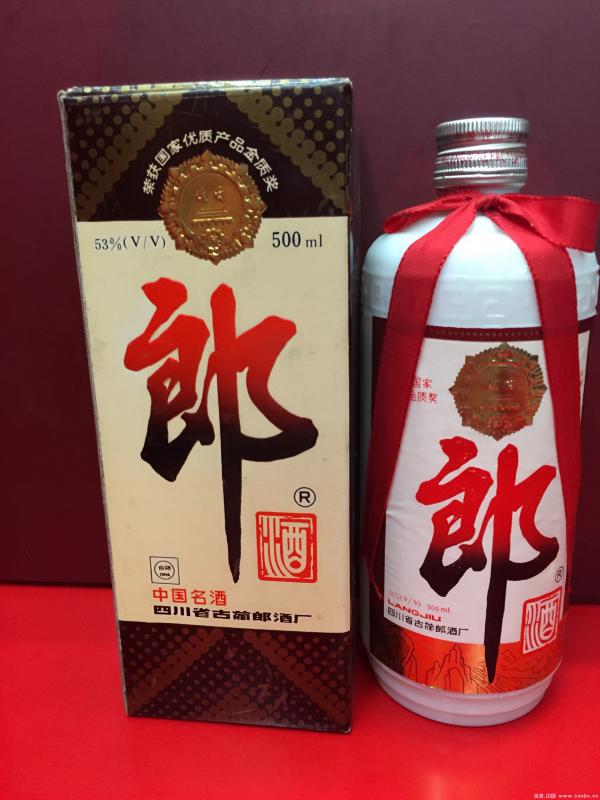 荣获国家优质产品金质奖
53%(V/V)
500 ml
郎
®
酒
中国名酒
四川省古蔺郎酒厂
国家
金质奖
郎
®
酒
53%(V/V) 500ml
LANGJIU
四川省古蔺郎酒厂